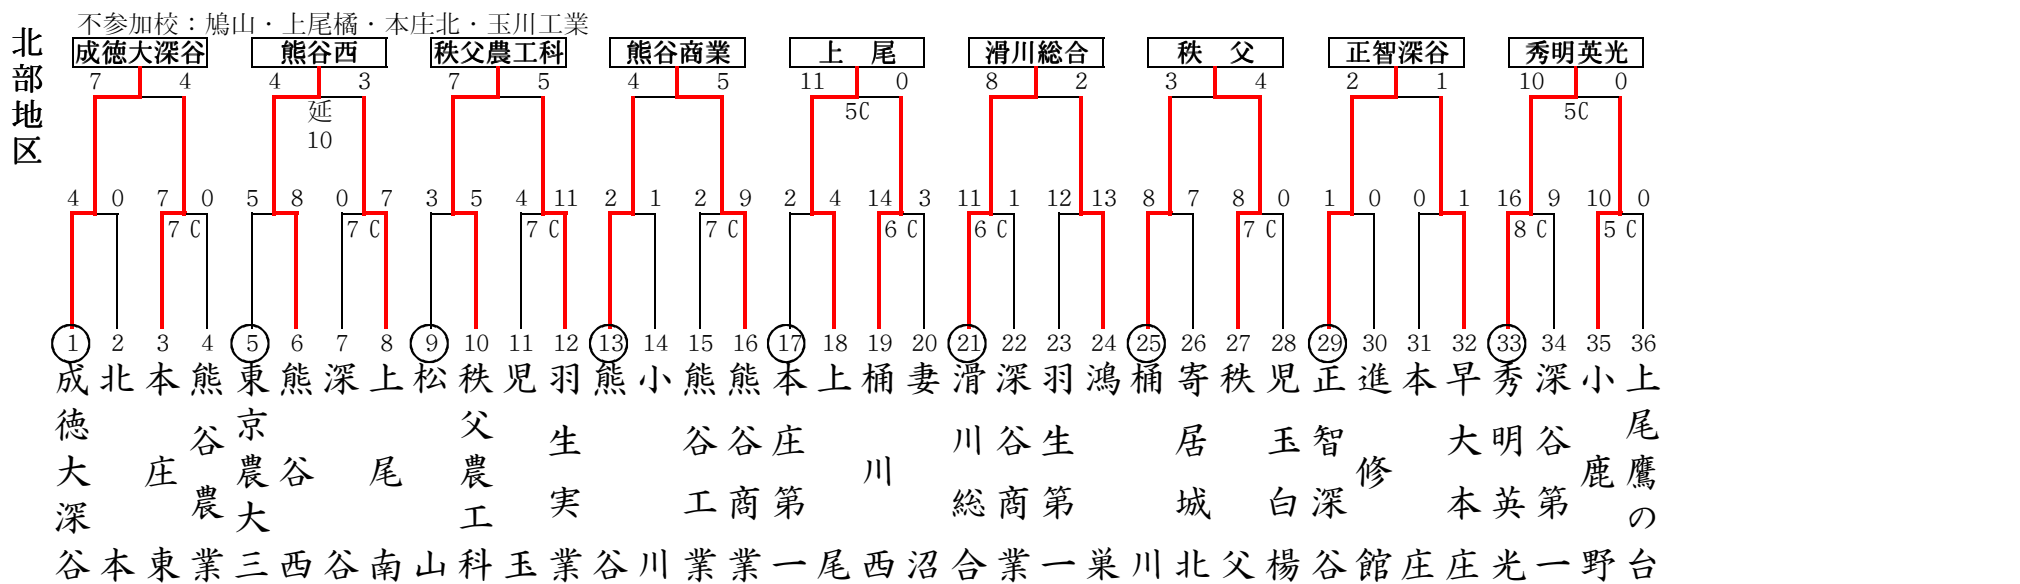 不参加校：鳩山・上尾橘・本庄北・玉川工業
北部地区
成徳大深谷 熊谷西 秩父農工科 熊谷商業 上 尾 滑川総合 秩 父 正智深谷 秀明英光
7 4 4 3 7 5 4 5 11 0 8 2 3 4 2 1 10 0
延 5C 5C
10
4 0 7 0 5 8 0 7 3 5 4 11 2 1 2 9 2 4 14 3 11 1 12 13 8 7 8 0 1 0 0 1 16 9 10 0
7C 7C 7C 7C 6C 6C 7C 8C 5C
1 2 3 4 5 6 7 8 9 10 11 12 13 14 15 16 17 18 19 20 21 22 23 24 25 26 27 28 29 30 31 32 33 34 35 36
成徳大深谷
北本
本庄東
熊谷農業
東京農大三
熊谷西
深谷
上尾南
松山
秩父農工科
児玉
羽生実業
熊谷
小川
熊谷工業
熊谷商業
本庄第一
上尾
桶川西
妻沼
滑川総合
深谷商業
羽生第一
鴻巣
桶川
寄居城北
秩父
児玉白楊
正智深谷
進修館
本庄
早大本庄
秀明英光
深谷第一
小鹿野
上尾鷹の台